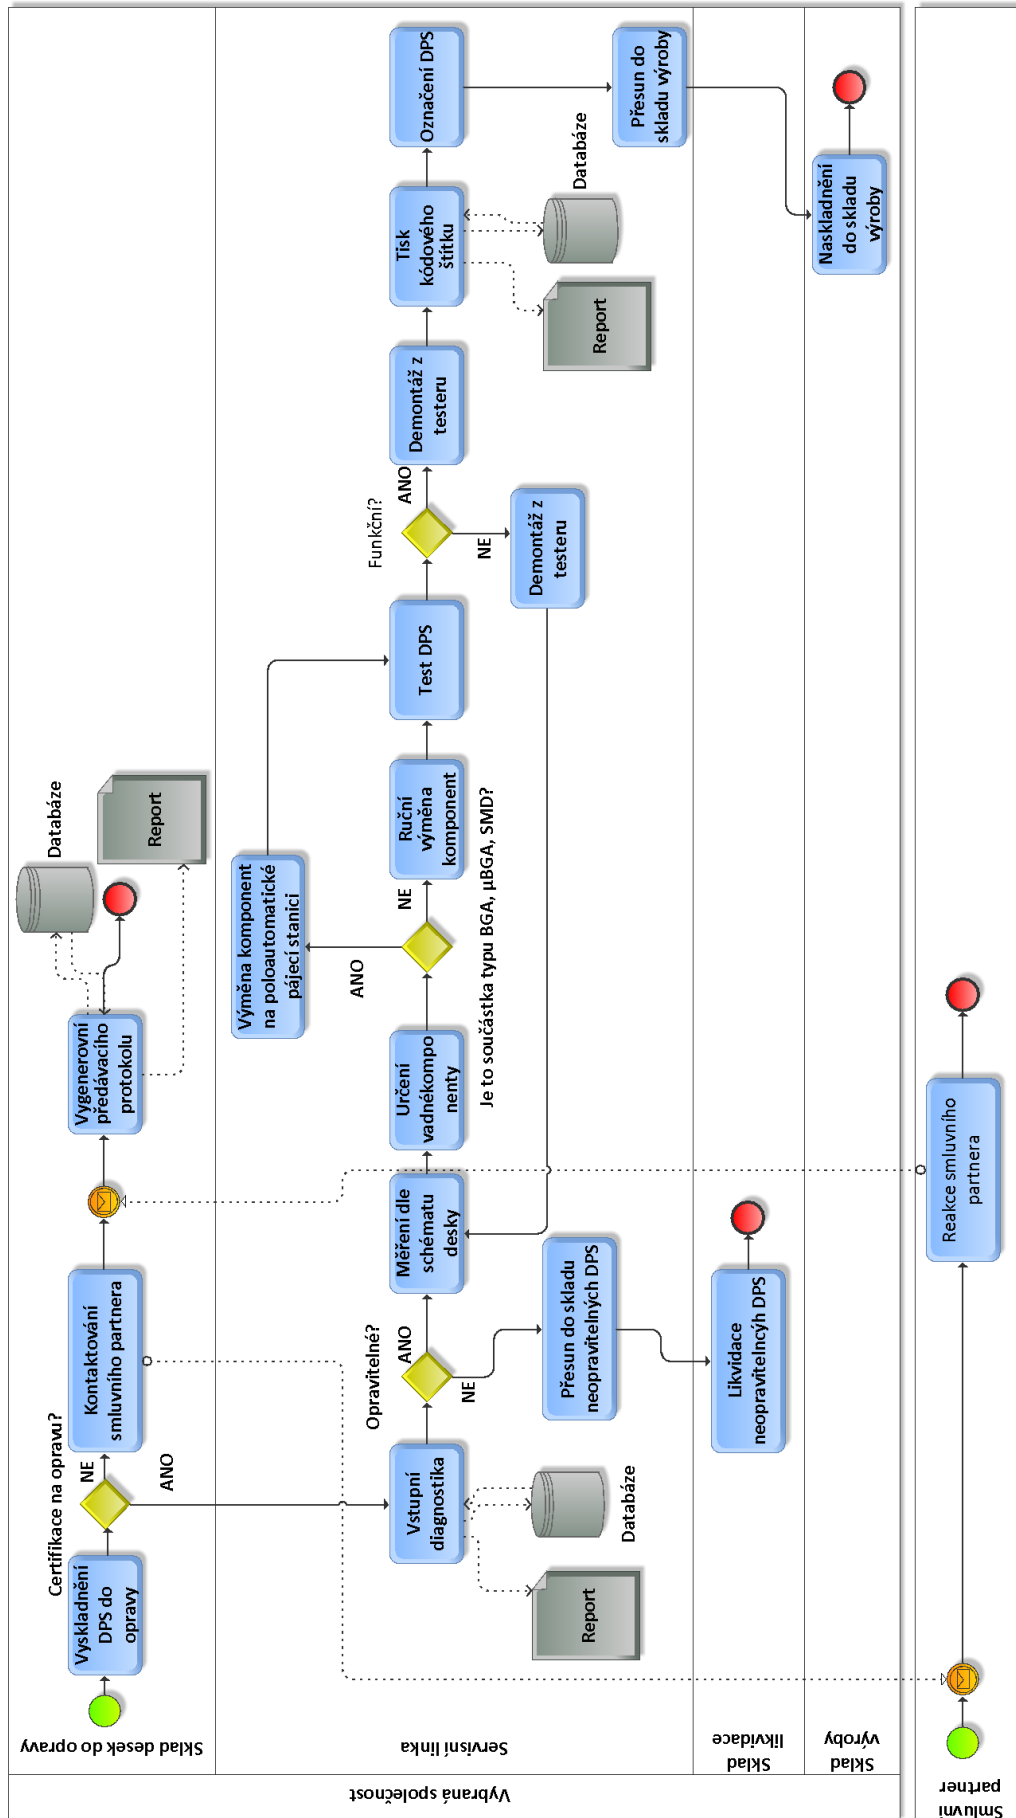 Vybraná společnost
Sklad desek do opravy
Vyskladnění
DPS do
opravy
Certifikace na opravu?
NE
ANO
Kontaktování
smluvního partnera
Vygenerovní
předávacího
protokolu
Databáze
Report
Servisní linka
Vstupní
diagnostika
Report
Databáze
Opravitelné?
ANO
NE
Přesun do skladu
neopravitelných DPS
Měření dle
schématu
desky
Určení
vadnékompo
nenty
Je to součástka typu BGA, µBGA, SMD?
ANO
NE
Výměna komponent
na poloautomatické
pájecí stanici
Ruční
výměna
komponent
Test DPS
Funkční?
ANO
NE
Demontáž z
testeru
Demontáž z
testeru
Tisk
kódového
štítku
Report
Databáze
Označení DPS
Přesun do
skladu výroby
Sklad
likvidace
Likvidace
neopravitelncýh DPS
Sklad
výroby
Naskladnění
do skladu
výroby
Smluvní
partner
Reakce smluvního
partnera